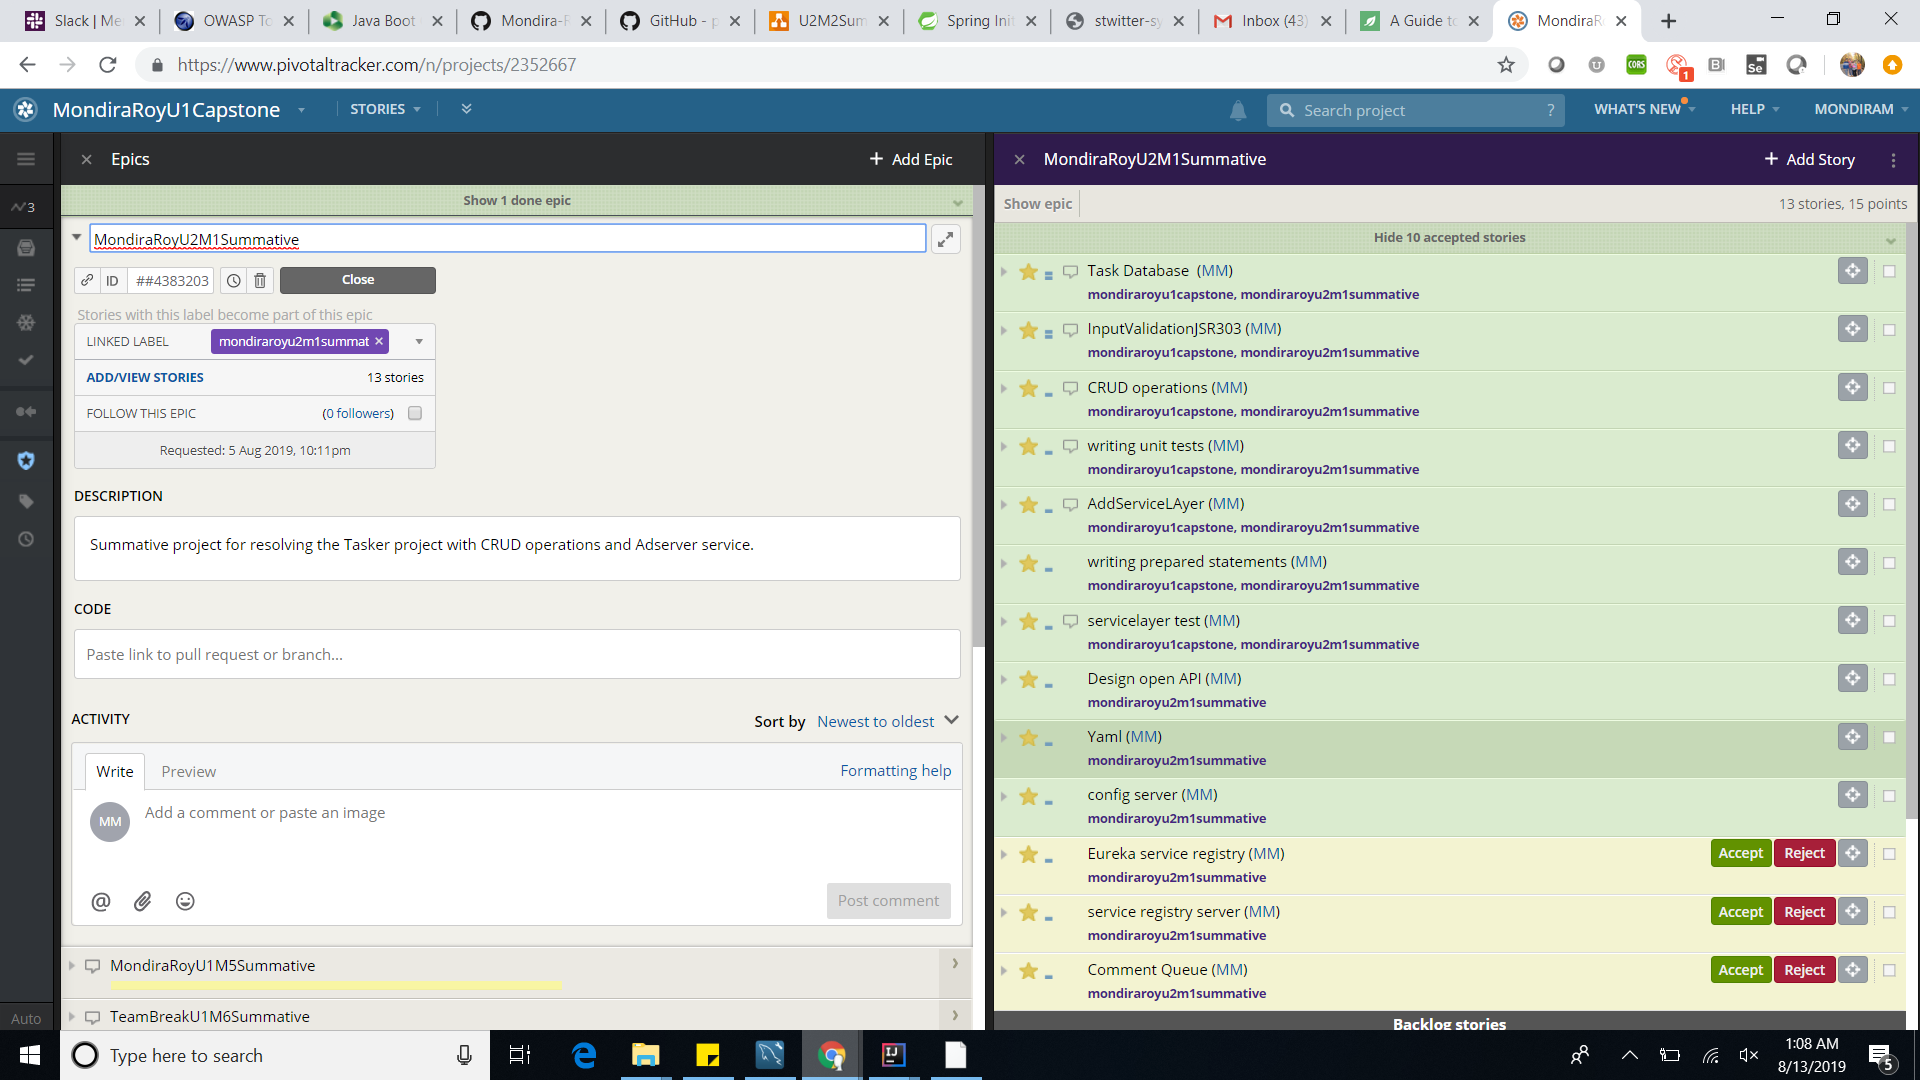 Slack | Me
OWASP To
Java Boot
Mondira-R
GitHub - p
U2M2Sum
Spring Init
stwitter-sy
Inbox (43)
A Guide to
MondiraRo
https://www.pivotaltracker.com/n/projects/2352667
CORS
1
Se
MondiraRoyU1Capstone
STORIES
Search project
?
WHAT'S NEW
HELP
MONDIRAM
3
Auto
Epics
+ Add Epic
Show 1 done epic
MondiraRoyU2M1Summative
ID
##4383203
Close
Stories with this label become part of this epic
LINKED LABEL
mondiraroyu2m1summat ×
ADD/VIEW STORIES
13 stories
FOLLOW THIS EPIC
(0 followers)
Requested: 5 Aug 2019, 10:11pm
DESCRIPTION
Summative project for resolving the Tasker project with CRUD operations and Adserver service.
CODE
Paste link to pull request or branch...
ACTIVITY
Sort by Newest to oldest
Write
Preview
Formatting help
MM
Add a comment or paste an image
@
Post comment
MondiraRoyU1M5Summative
TeamBreakU1M6Summative
MondiraRoyU2M1Summative
+ Add Story
Show epic
13 stories, 15 points
Hide 10 accepted stories
Task Database (MM)
mondiraroyu1capstone, mondiraroyu2m1summative
InputValidationJSR303 (MM)
mondiraroyu1capstone, mondiraroyu2m1summative
CRUD operations (MM)
mondiraroyu1capstone, mondiraroyu2m1summative
writing unit tests (MM)
mondiraroyu1capstone, mondiraroyu2m1summative
AddServiceLAyer (MM)
mondiraroyu1capstone, mondiraroyu2m1summative
writing prepared statements (MM)
mondiraroyu1capstone, mondiraroyu2m1summative
servicelayer test (MM)
mondiraroyu1capstone, mondiraroyu2m1summative
Design open API (MM)
mondiraroyu2m1summative
Yaml (MM)
mondiraroyu2m1summative
config server (MM)
mondiraroyu2m1summative
Eureka service registry (MM)
Accept Reject
mondiraroyu2m1summative
service registry server (MM)
Accept Reject
mondiraroyu2m1summative
Comment Queue (MM)
Accept Reject
mondiraroyu2m1summative
Backlog stories
Type here to search
1:08 AM
8/13/2019
5